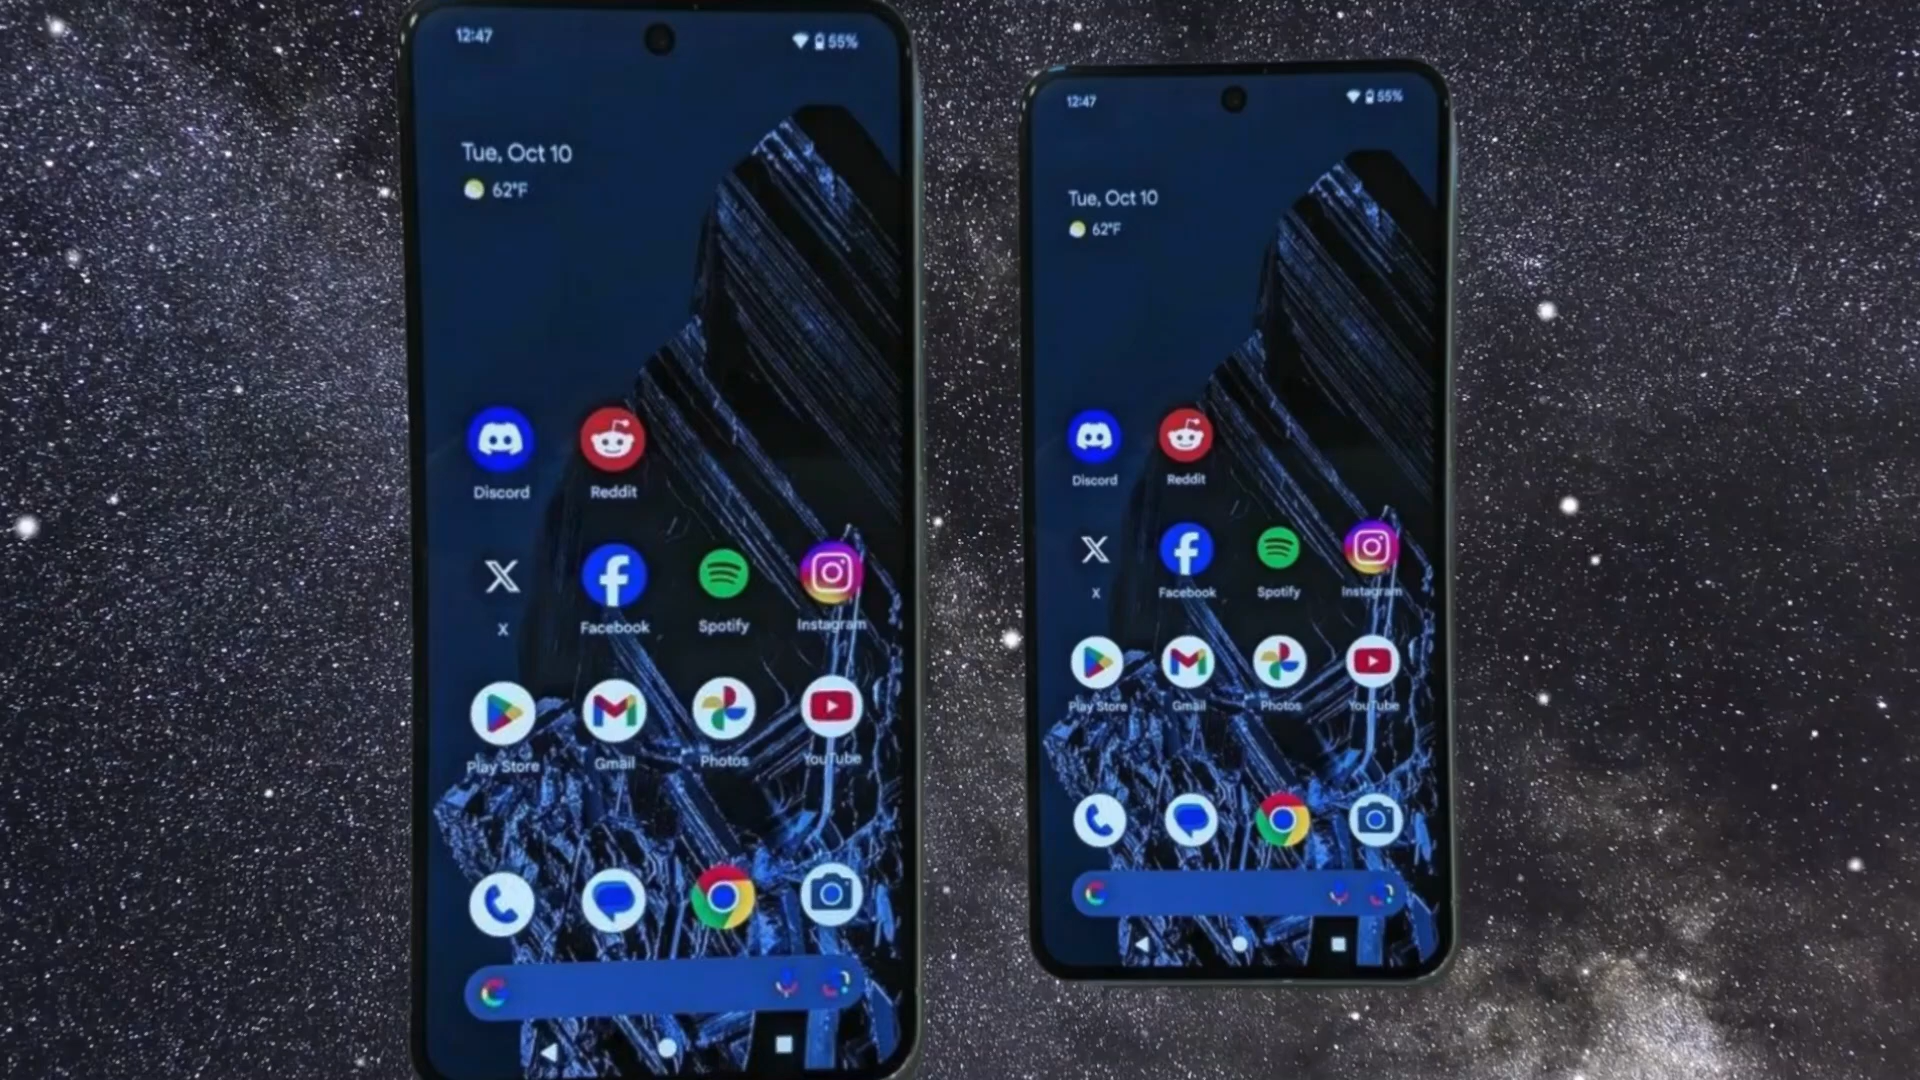 12:47
55%
Tue, Oct 10
62°F
Discord Reddit
X Facebook Spotify Instagram
Play Store Gmail Photos YouTube
12:47
55%
Tue, Oct 10
62°F
Discord Reddit
X Facebook Spotify Instagram
Play Store Gmail Photos YouTube